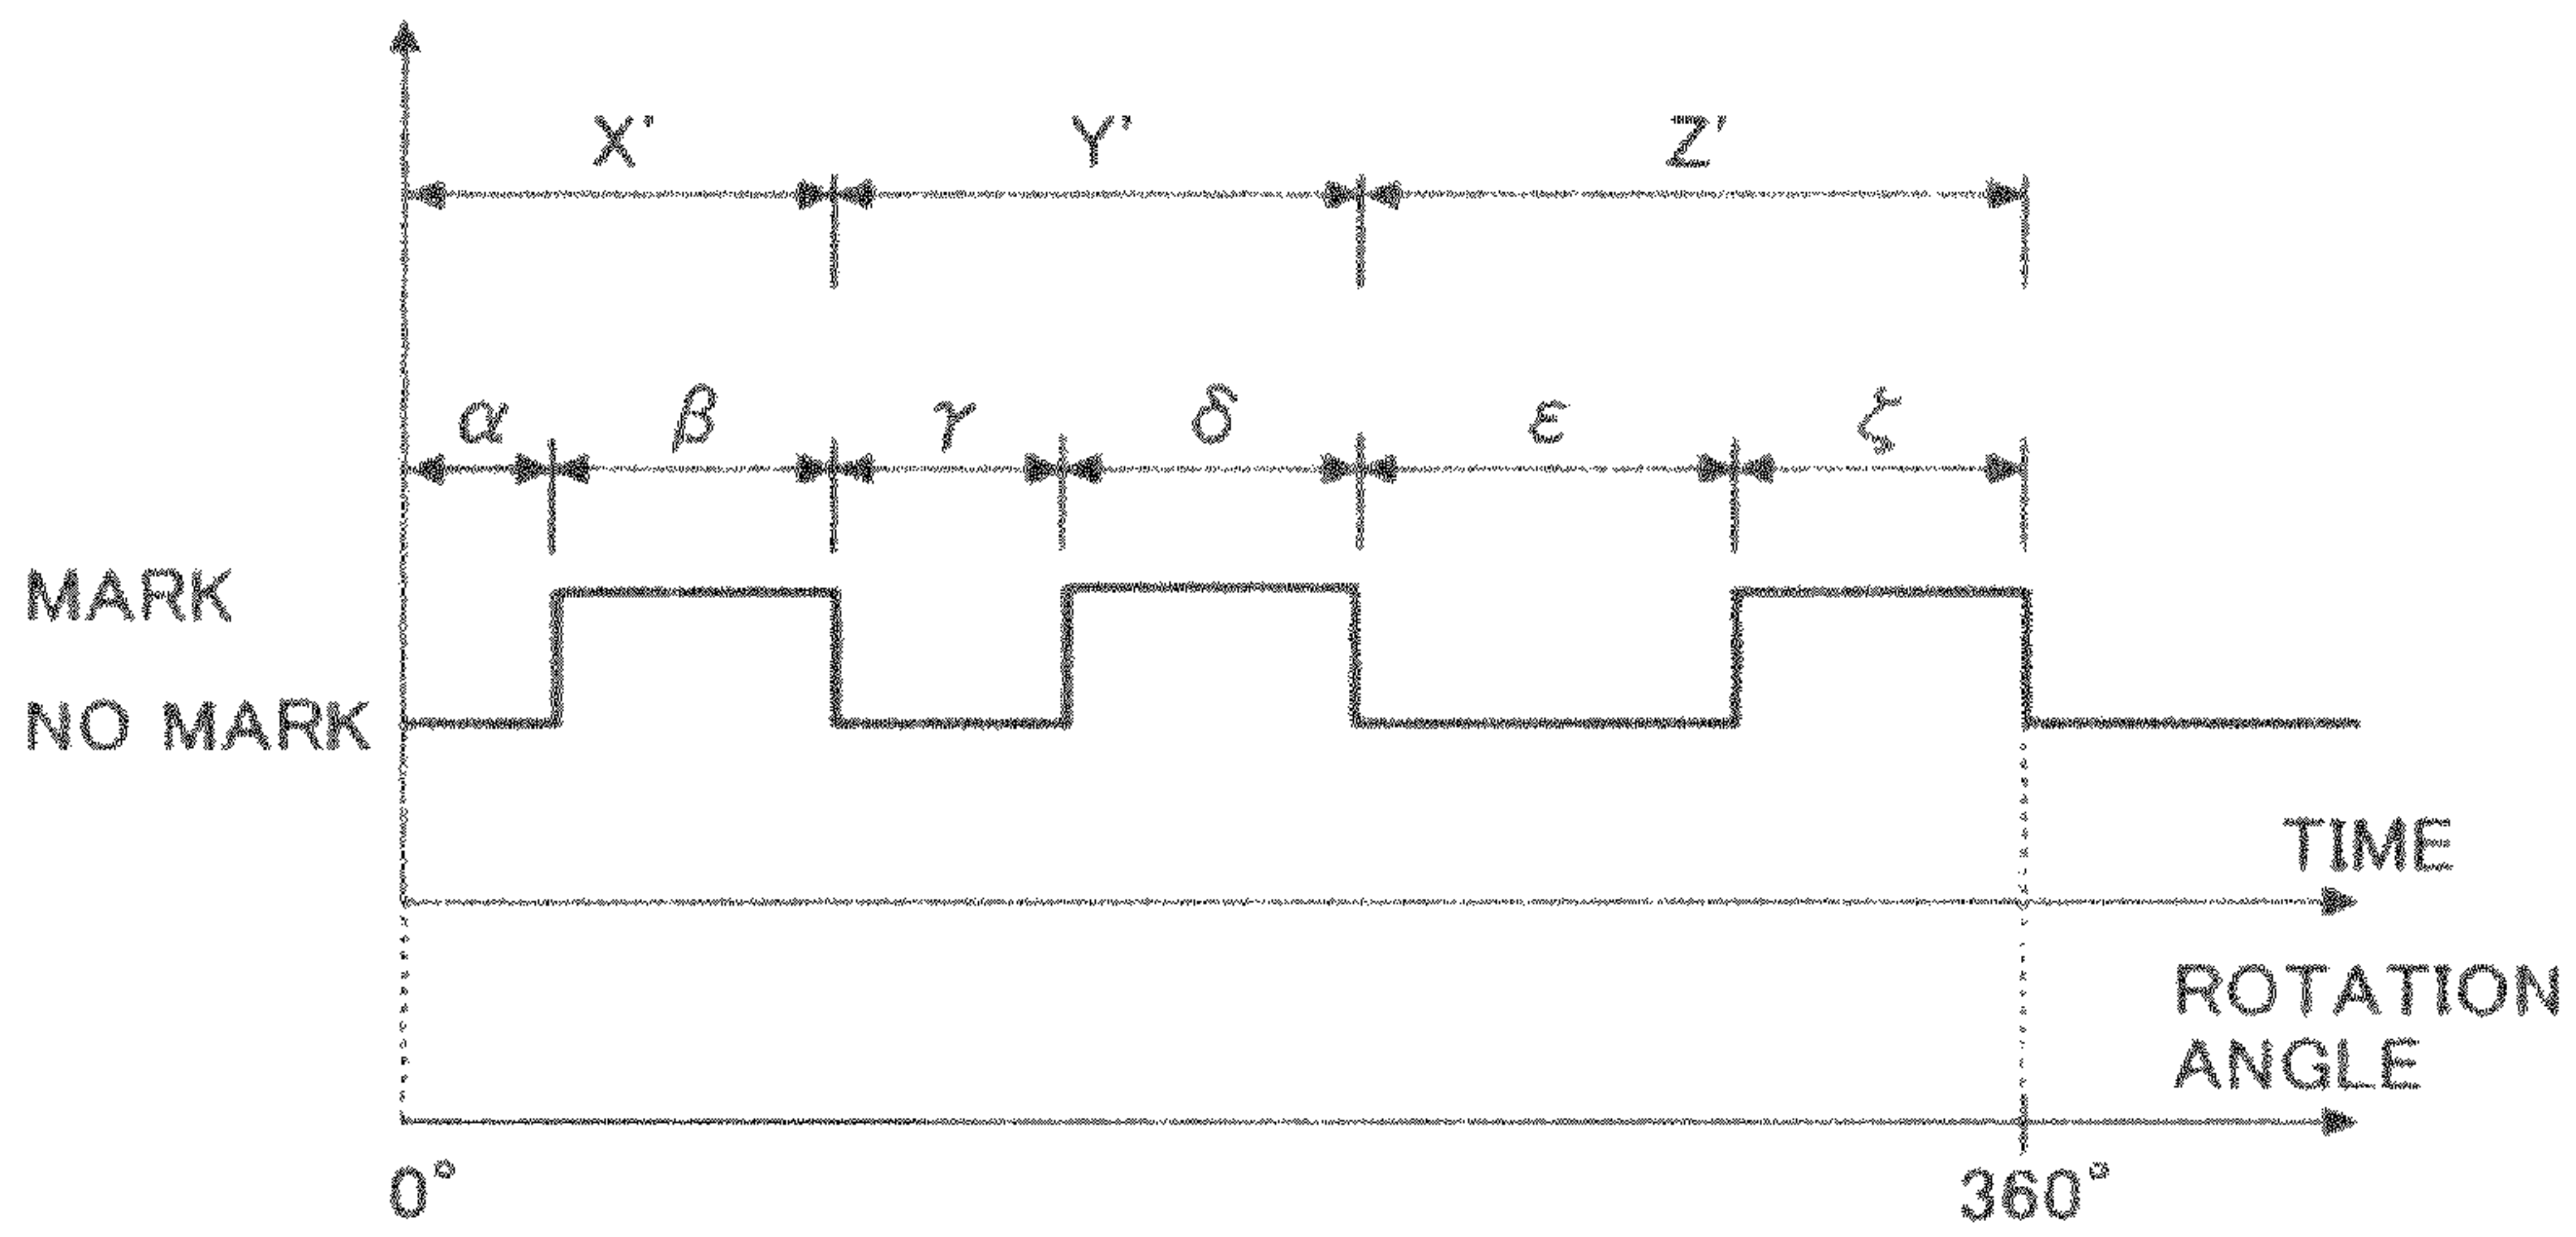 X' Y' Z'
α β γ δ ε ζ
MARK
NO MARK
TIME
ROTATION
ANGLE
0° 360°